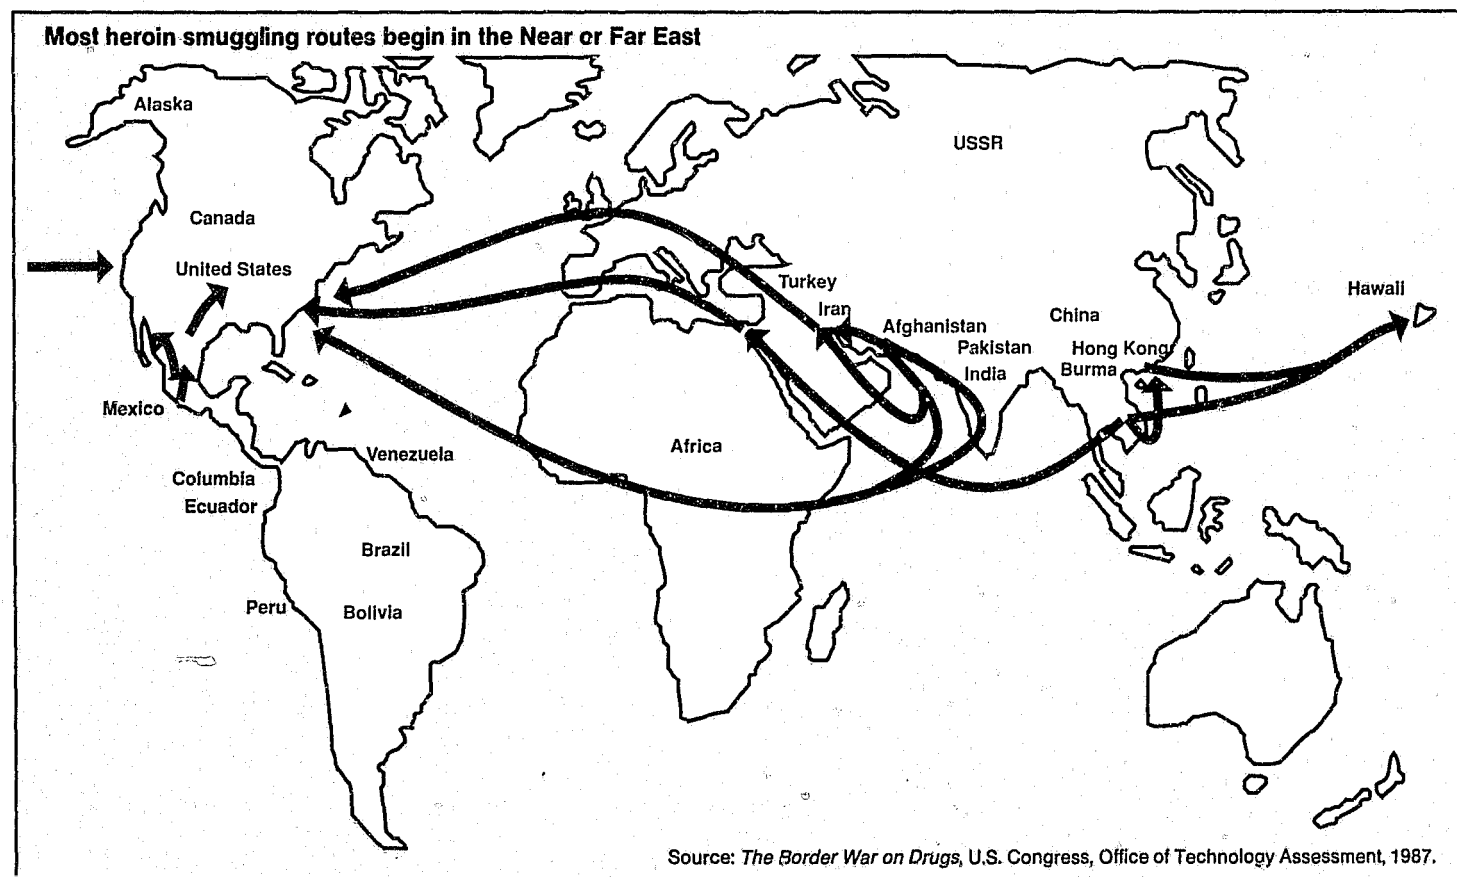 Most heroin smuggling routes begin in the Near or Far East
Alaska
USSR
Canada
United States
Turkey
Iran
Hawaii
China
Afghanistan
Pakistan
Hong Kong
India
Burma
Mexico
Africa
Venezuela
Columbia
Ecuador
Brazil
Peru
Bolivia
Source: The Border War on Drugs, U.S. Congress, Office of Technology Assessment, 1987.